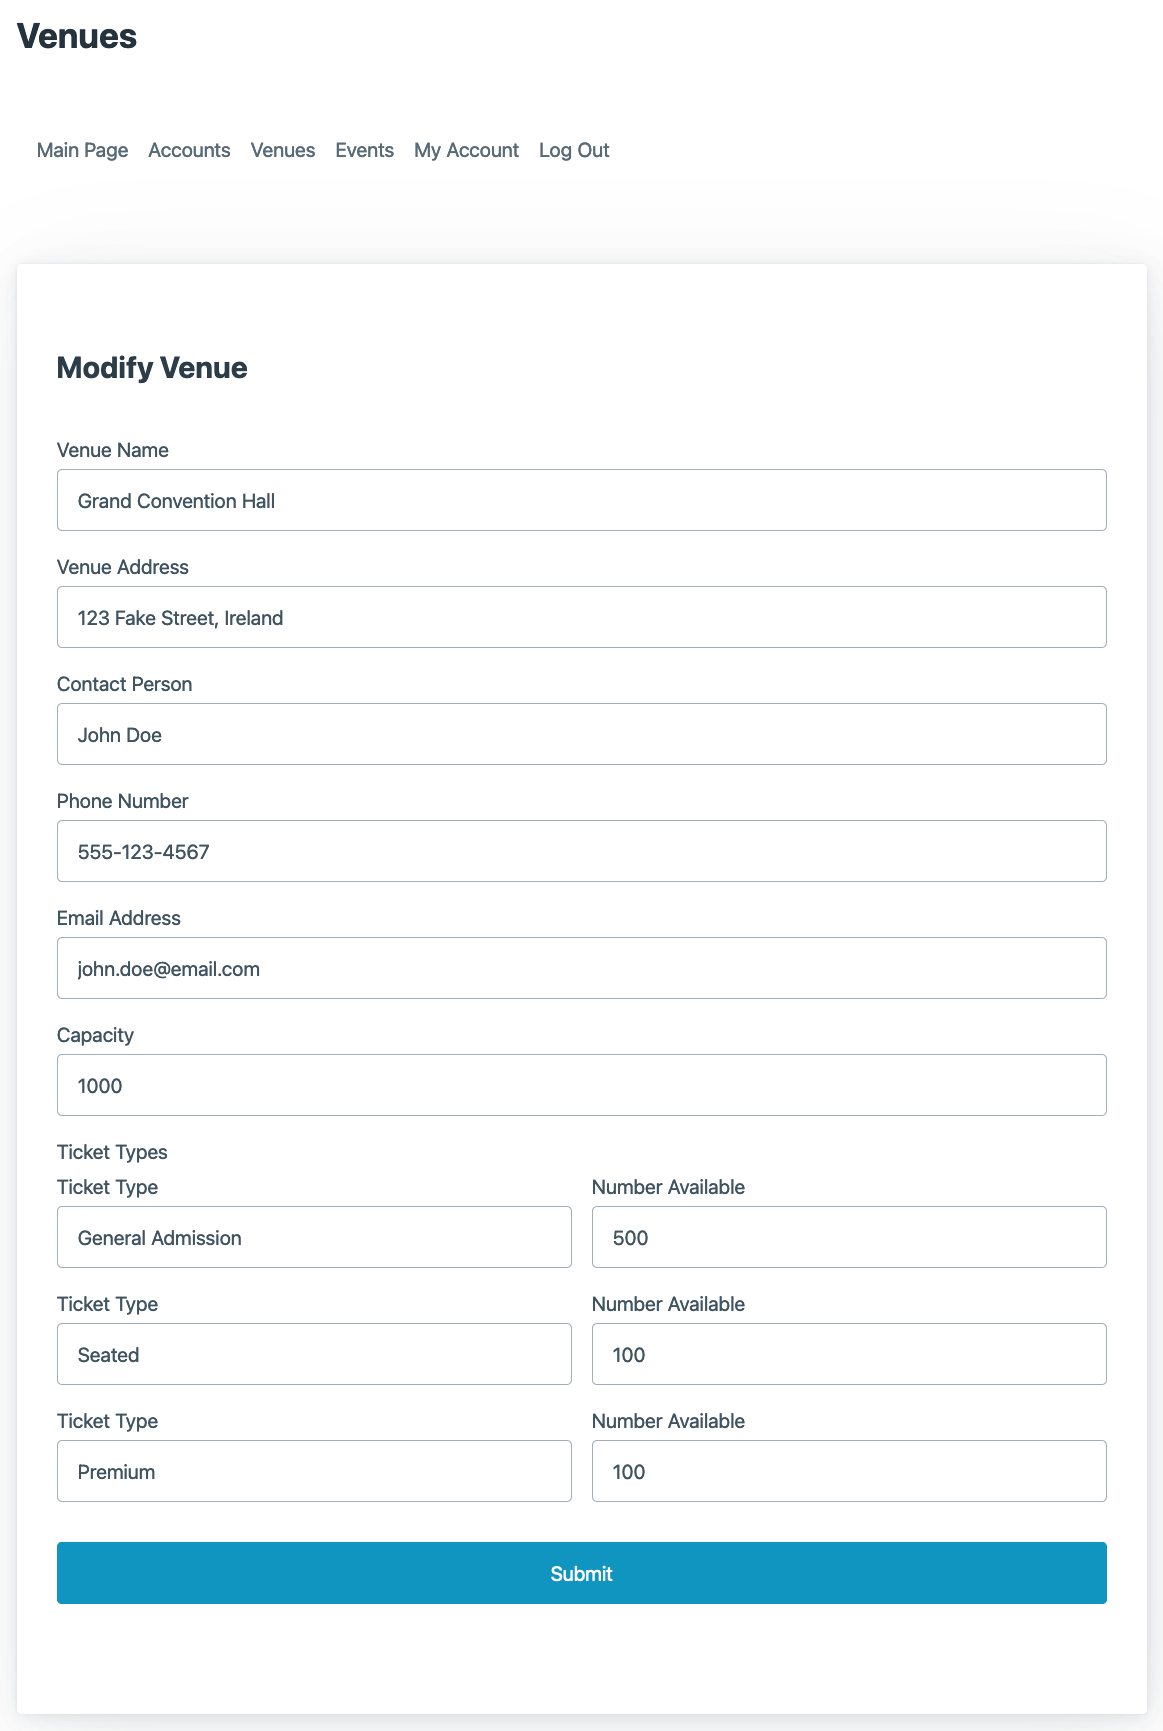 Venues
Main Page Accounts Venues Events My Account Log Out
Modify Venue
Venue Name
Grand Convention Hall
Venue Address
123 Fake Street, Ireland
Contact Person
John Doe
Phone Number
555-123-4567
Email Address
john.doe@email.com
Capacity
1000
Ticket Types
Ticket Type Number Available
General Admission 500
Ticket Type Number Available
Seated 100
Ticket Type Number Available
Premium 100
Submit